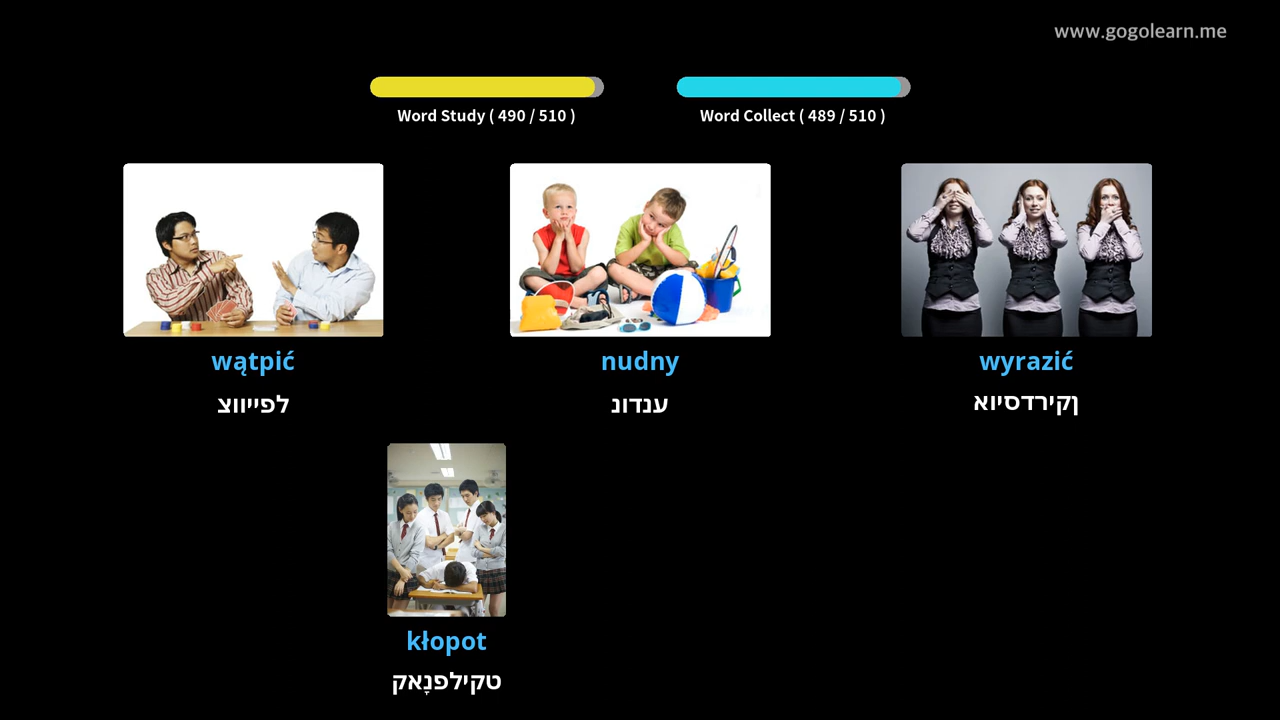 www.gogolearn.me
Word Study ( 490 / 510 )
Word Collect ( 489 / 510 )
wątpić
לפייווצ
nudny
ענדונ
wyrazić
ןקירדסיוא
kłopot
טקילפנָאק